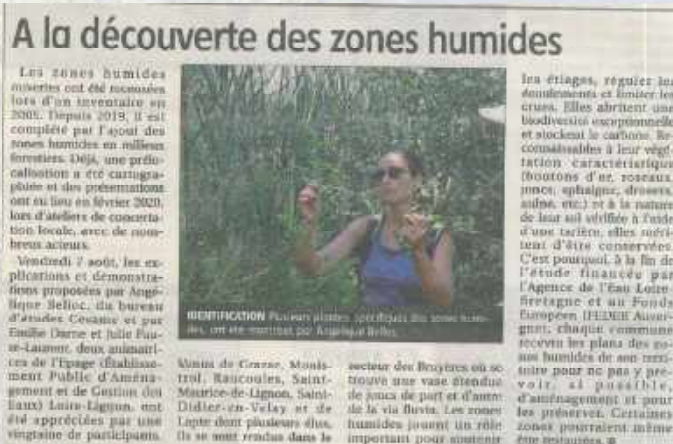 A la découverte des zones humides
Les zones humides
ouvertes ont été recensées
lors d'un inventaire en
2005. Depuis 2019, il est
complété par l'ajout des
zones humides en milieux
forestiers. Déjà, une prélo-
calisation a été cartogra-
phiée et des présentations
ont eu lieu en février 2020,
lors d'ateliers de concerta-
tion locale, avec de nom-
breux acteurs.
Vendredi 7 août, les ex-
plications et démonstra-
tions proposées par Angé-
lique Belloc, du bureau
d'études Cesame et par
Emilie Darne et Julie Fau-
re-Laurent, deux animatri-
ces de l'Epage (Établisse-
ment Public d'Aména-
gement et de Gestion des
Eaux) Loire-Lignon, ont
été appréciées par une
vingtaine de participants.
IDENTIFICATION Plusieurs plantes, spécifiques des zones humi-
des, ont été montrées par Angélique Belloc.
de Grazac, Monis-
trol, Raucoules, Saint-
Maurice-de-Lignon, Saint-
Didier-en-Velay et de
Lapte dont plusieurs élus.
Ils se sont rendus dans le
secteur des Bruyères où se
trouve une vaste étendue
de joncs de part et d'autre
de la via fluvia. Les zones
humides jouent un rôle
important pour soutenir
les étiages, réguler les
écoulements et limiter les
crues. Elles abritent une
biodiversité exceptionnelle
et stockent le carbone. Re-
connaissables à leur végé-
tation caractéristique
(boutons d'or, roseaux,
joncs, sphaigne, drosera,
aulne, etc.) et à la nature
de leur sol vérifiée à l'aide
d'une tarière, elles méri-
tent d'être conservées.
C'est pourquoi, à la fin de
l'étude financée par
l'Agence de l'Eau Loire-
Bretagne et un Fonds
Européen (FEDER Auver-
gne), chaque commune
recevra les plans des zo-
nes humides de son terri-
toire pour ne pas y pré-
voir, si possible,
d'aménagement et pour
les préserver. Certaines
zones pourraient même
être restaurées.